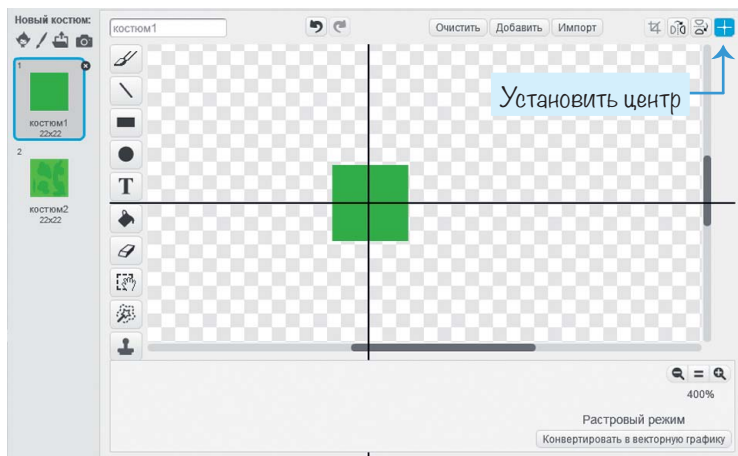 Новый костюм:
костюм1
Очистить Добавить Импорт
Установить центр
1
костюм1
22x22
2
костюм2
22x22
T
400%
Растровый режим
Конвертировать в векторную графику